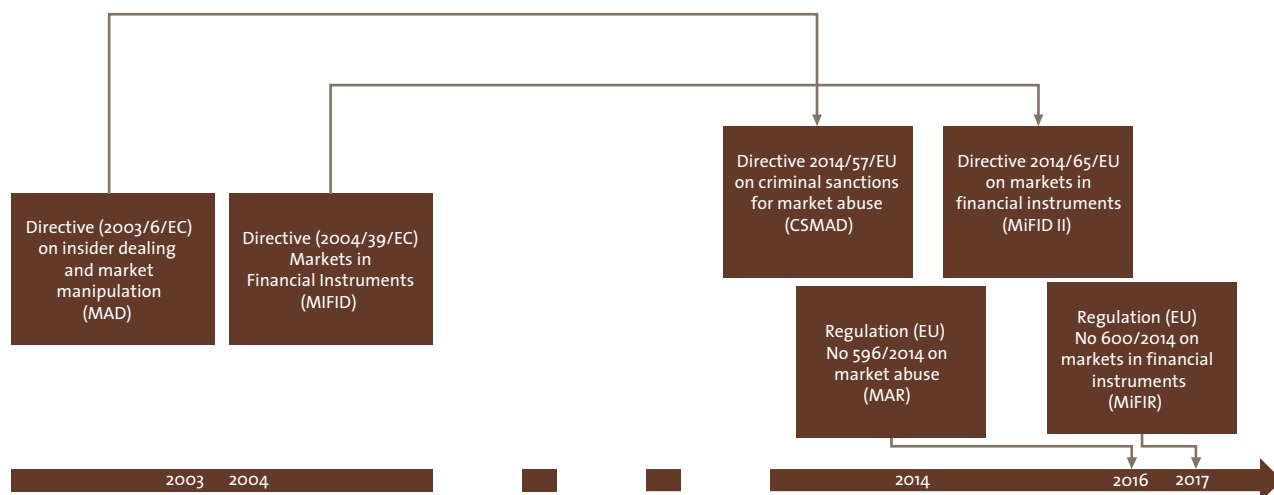 Directive (2003/6/EC)
on insider dealing
and market
manipulation
(MAD)
Directive (2004/39/EC)
Markets in
Financial Instruments
(MIFID)
Directive 2014/57/EU
on criminal sanctions
for market abuse
(CSMAD)
Directive 2014/65/EU
on markets in
financial instruments
(MiFID II)
Regulation (EU)
No 596/2014 on
market abuse
(MAR)
Regulation (EU)
No 600/2014 on
markets in financial
instruments
(MiFIR)
2003 2004 2014 2016 2017